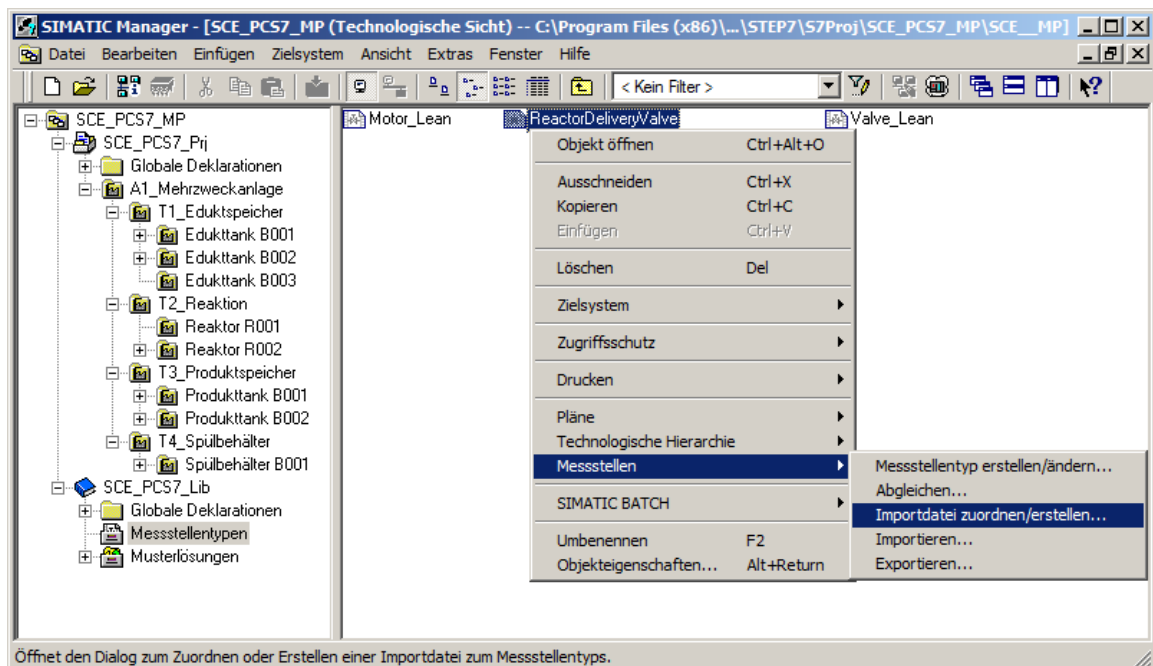 SIMATIC Manager - [SCE_PCS7_MP (Technologische Sicht) -- C:\Program Files (x86)\...\STEP7\S7Proj\SCE_PCS7_MP\SCE__MP]
Datei Bearbeiten Einfügen Zielsystem Ansicht Extras Fenster Hilfe
< Kein Filter >
SCE_PCS7_MP
SCE_PCS7_Prj
Globale Deklarationen
A1_Mehrzweckanlage
T1_Eduktspeicher
Edukttank B001
Edukttank B002
Edukttank B003
T2_Reaktion
Reaktor R001
Reaktor R002
T3_Produktspeicher
Produkttank B001
Produkttank B002
T4_Spülbehälter
Spülbehälter B001
SCE_PCS7_Lib
Globale Deklarationen
Messstellentypen
Musterlösungen
Motor_Lean ReactorDeliveryValve Valve_Lean
Objekt öffnen Ctrl+Alt+O
Ausschneiden Ctrl+X
Kopieren Ctrl+C
Einfügen Ctrl+V
Löschen Del
Zielsystem
Zugriffsschutz
Drucken
Pläne
Technologische Hierarchie
Messstellen
SIMATIC BATCH
Umbenennen F2
Objekteigenschaften... Alt+Return
Messstellentyp erstellen/ändern...
Abgleichen...
Importdatei zuordnen/erstellen...
Importieren...
Exportieren...
Öffnet den Dialog zum Zuordnen oder Erstellen einer Importdatei zum Messstellentyps.